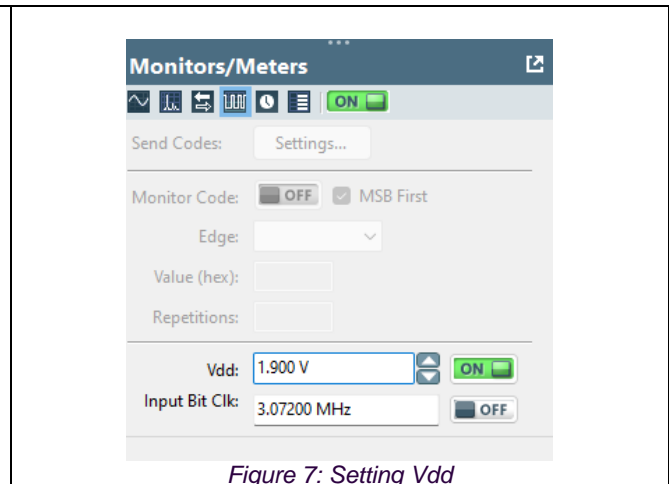 Monitors/Meters
ON
Send Codes: Settings...
Monitor Code: OFF MSB First
Edge:
Value (hex):
Repetitions:
Vdd: 1.900 V ON
Input Bit Clk: 3.07200 MHz OFF
Figure 7: Setting Vdd